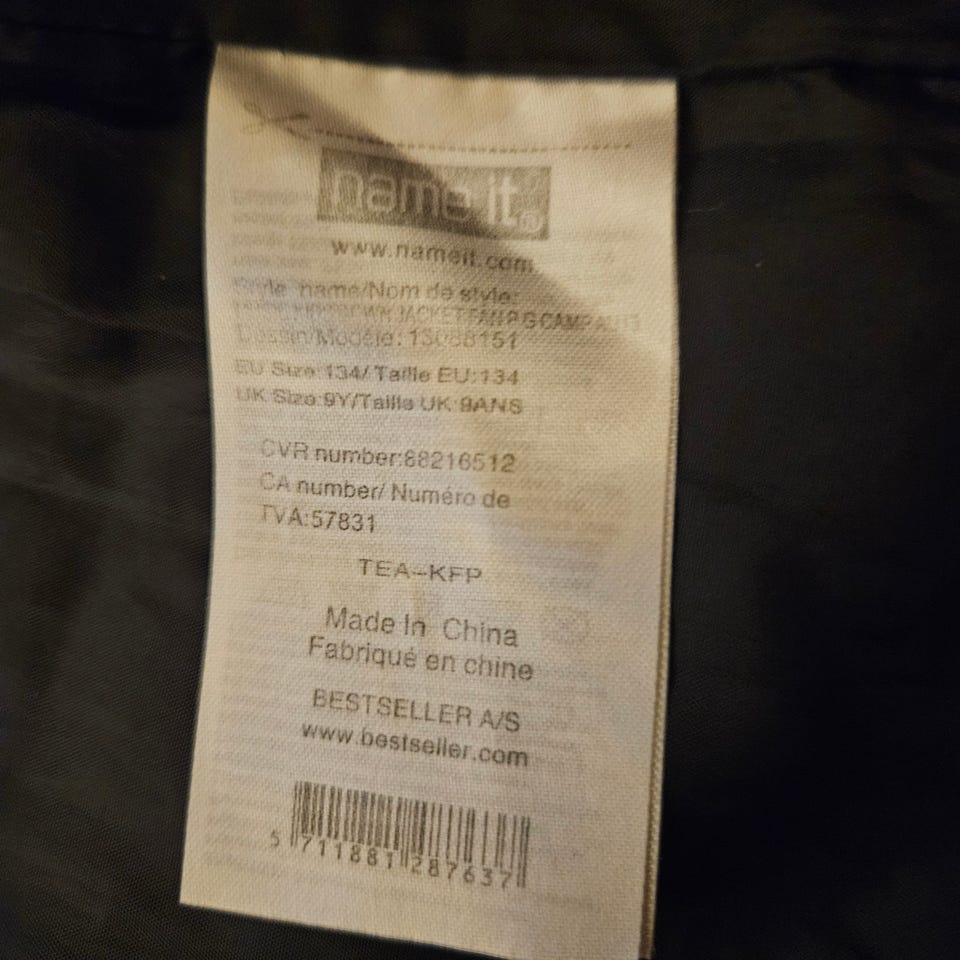 name it®
www.nameit.com
Style name/Nom de style:
JACKET
Dessin/Modèle: 13088151
EU Size:134/ Taille EU:134
UK Size:9Y/Taille UK:9ANS
CVR number:88216512
CA number/ Numéro de
TVA:57831
TEA-KFP
Made In China
Fabriqué en chine
BESTSELLER A/S
www.bestseller.com
5 711881 287637